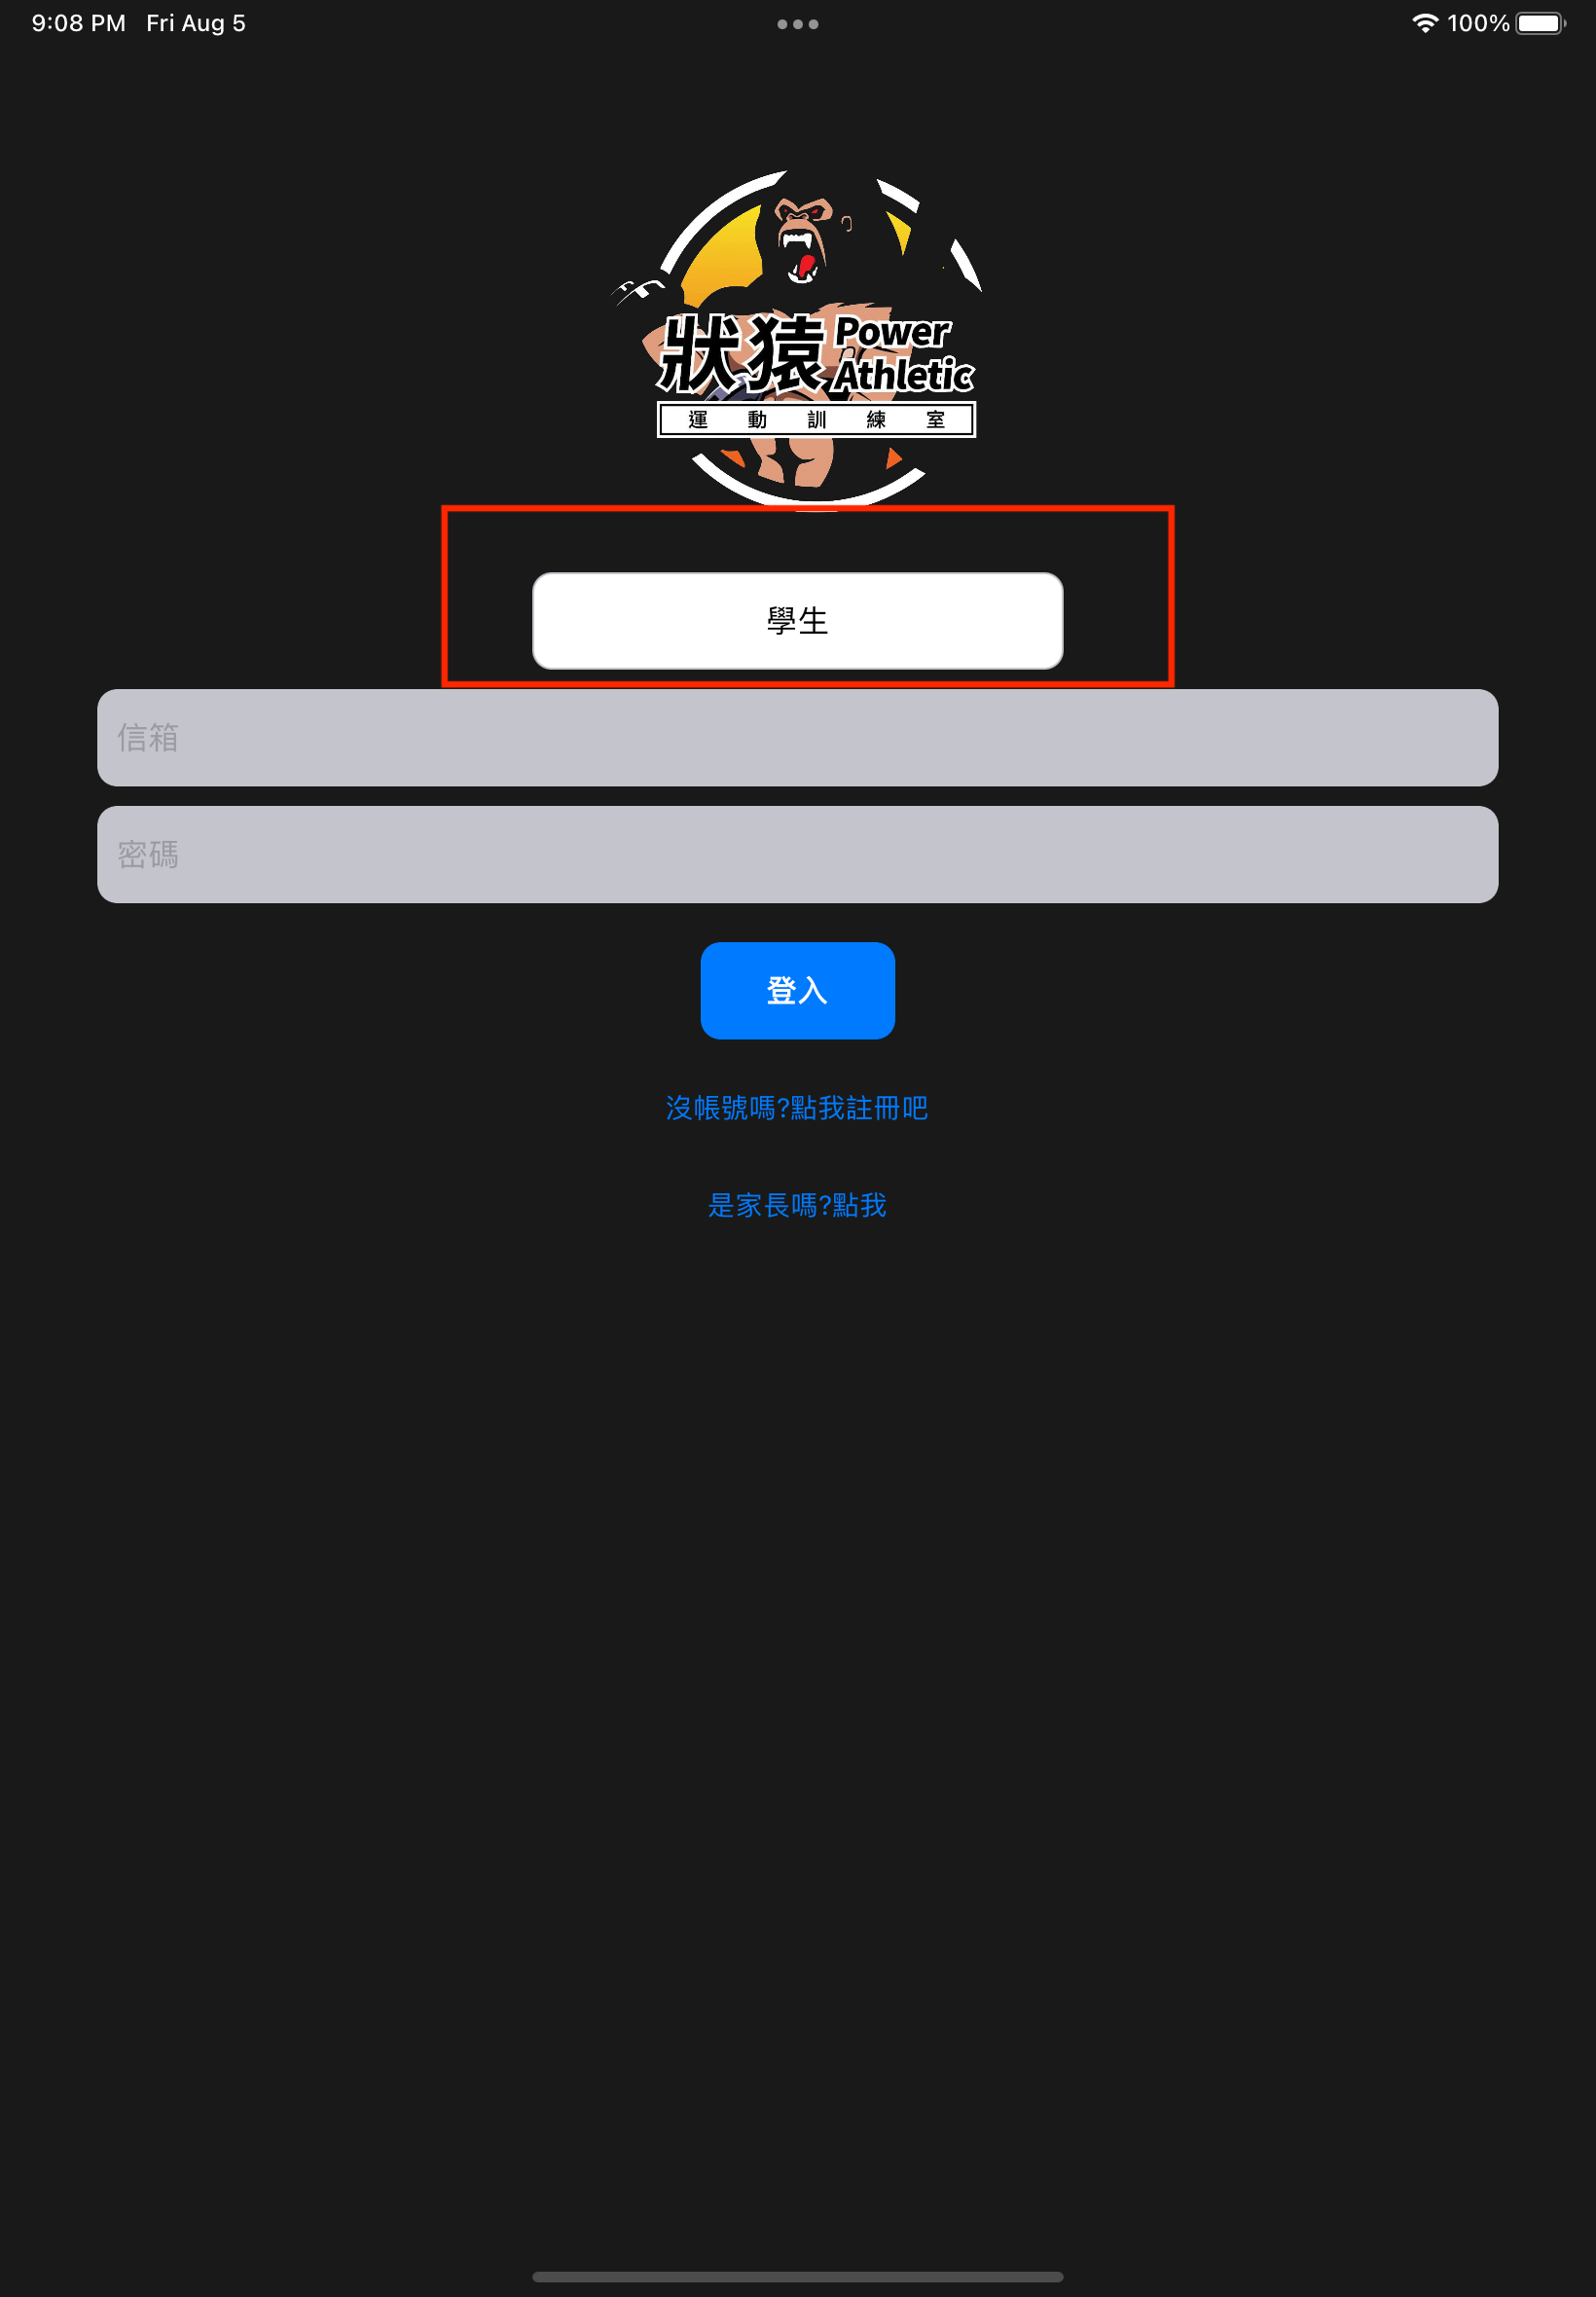 9:08 PM Fri Aug 5
100%
狀猿 Power Athletic
運動訓練室
學生
信箱
密碼
登入
沒帳號嗎?點我註冊吧
是家長嗎?點我